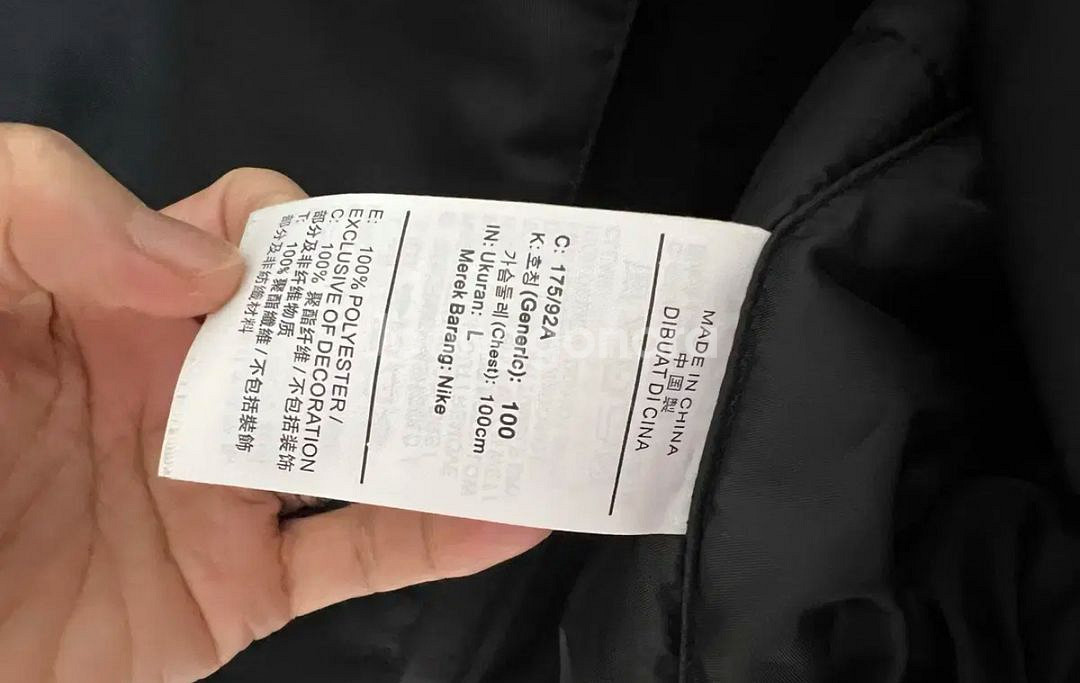 MADE IN CHINA
中国製
DIBUAT DI CINA
C: 175/92A
K: 호칭 (Generic): 100
가슴둘레 (Chest): 100cm
IN: Ukuran: L
Merek Barang: Nike
E: 100% POLYESTER /
EXCLUSIVE OF DECORATION
C: 100% 聚酯纤维 / 不包括装饰
部分及非纤维物质
T: 100% 聚酯纖維 / 不包括裝飾
部分及非紡織材料